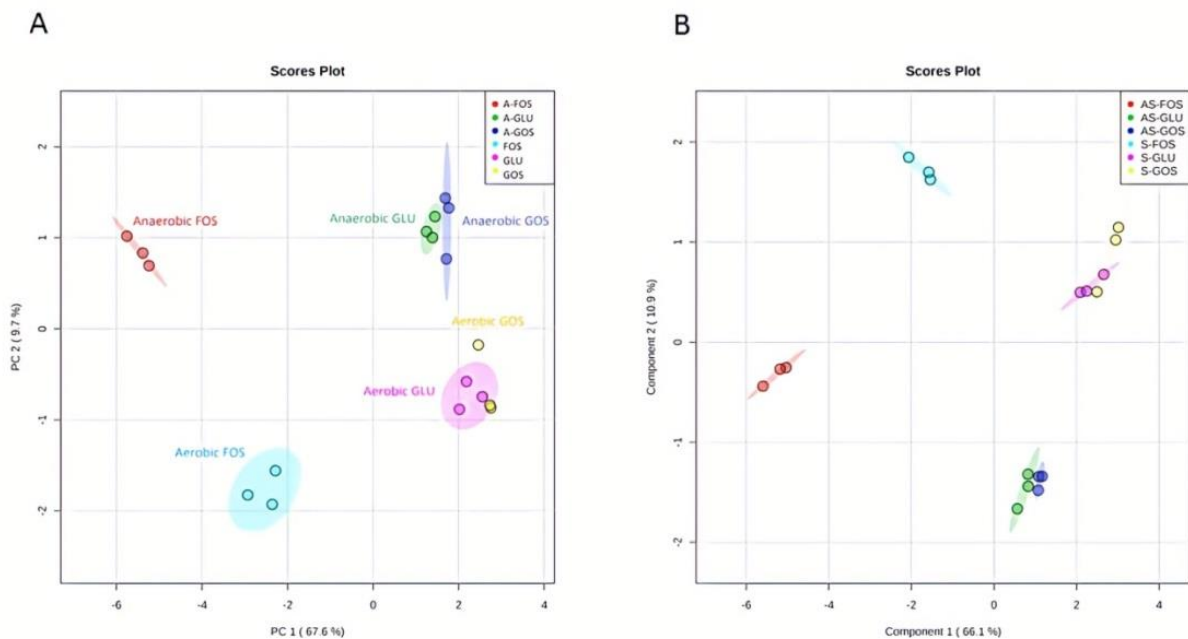 A
Scores Plot
A-FOS
A-GLU
A-GOS
FOS
GLU
GOS
Anaerobic FOS
Anaerobic GLU
Anaerobic GOS
Aerobic GOS
Aerobic GLU
Aerobic FOS
2
1
0
-1
-2
PC 2 ( 9.7 %)
-6
-4
-2
0
2
4
PC 1 ( 67.6 %)
B
Scores Plot
AS-FOS
AS-GLU
AS-GOS
S-FOS
S-GLU
S-GOS
2
1
0
-1
-2
Component 2 ( 10.9 %)
-6
-4
-2
0
2
4
Component 1 ( 66.1 %)